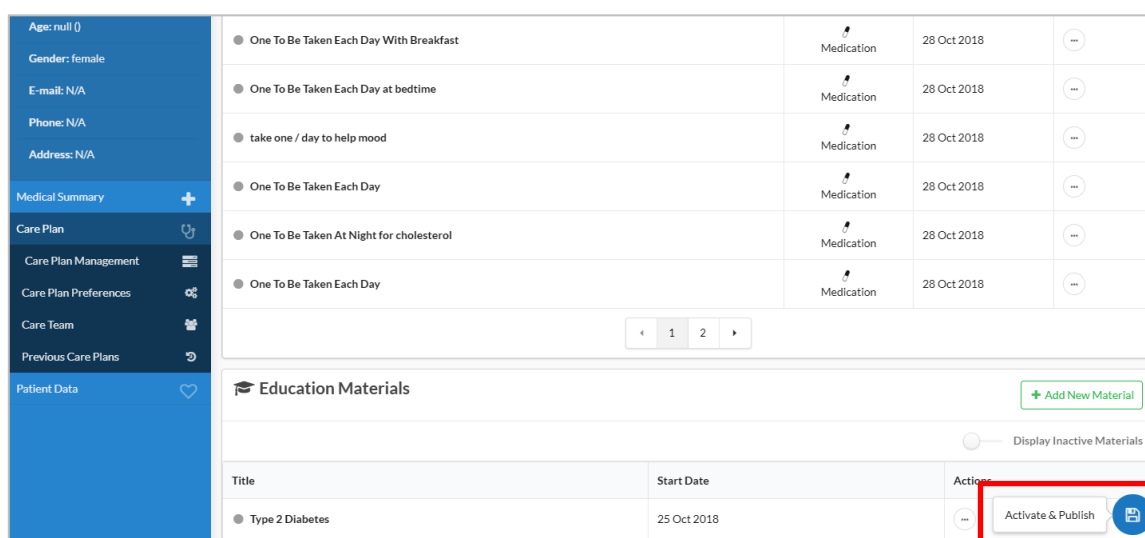 Age: null ()
Gender: female
E-mail: N/A
Phone: N/A
Address: N/A
Medical Summary
Care Plan
Care Plan Management
Care Plan Preferences
Care Team
Previous Care Plans
Patient Data
One To Be Taken Each Day With Breakfast Medication 28 Oct 2018
One To Be Taken Each Day at bedtime Medication 28 Oct 2018
take one / day to help mood Medication 28 Oct 2018
One To Be Taken Each Day Medication 28 Oct 2018
One To Be Taken At Night for cholesterol Medication 28 Oct 2018
One To Be Taken Each Day Medication 28 Oct 2018
1 2
Education Materials
+ Add New Material
Display Inactive Materials
Title Start Date Actions
Type 2 Diabetes 25 Oct 2018 Activate & Publish